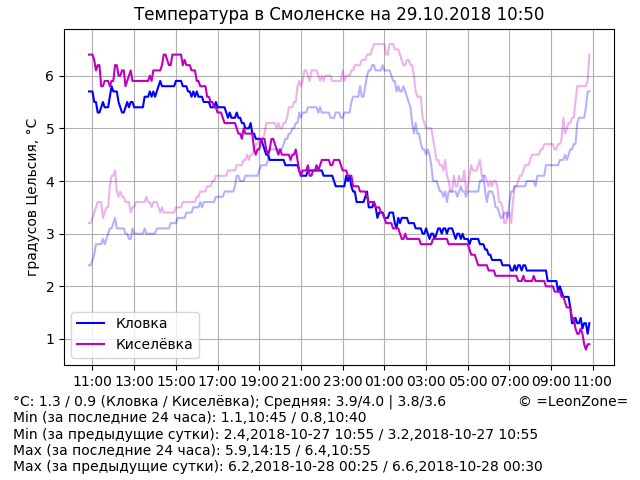 Температура в Смоленске на 29.10.2018 10:50
градусов Цельсия, °C
6
5
4
3
2
1
Кловка
Киселёвка
11:00 13:00 15:00 17:00 19:00 21:00 23:00 01:00 03:00 05:00 07:00 09:00 11:00
°C: 1.3 / 0.9 (Кловка / Киселёвка); Средняя: 3.9/4.0 | 3.8/3.6 © =LeonZone=
Min (за последние 24 часа): 1.1,10:45 / 0.8,10:40
Min (за предыдущие сутки): 2.4,2018-10-27 10:55 / 3.2,2018-10-27 10:55
Max (за последние 24 часа): 5.9,14:15 / 6.4,10:55
Max (за предыдущие сутки): 6.2,2018-10-28 00:25 / 6.6,2018-10-28 00:30